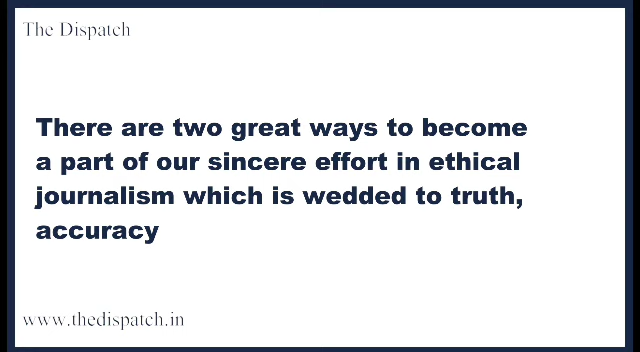 The Dispatch
There are two great ways to become
a part of our sincere effort in ethical
journalism which is wedded to truth,
accuracy
www.thedispatch.in